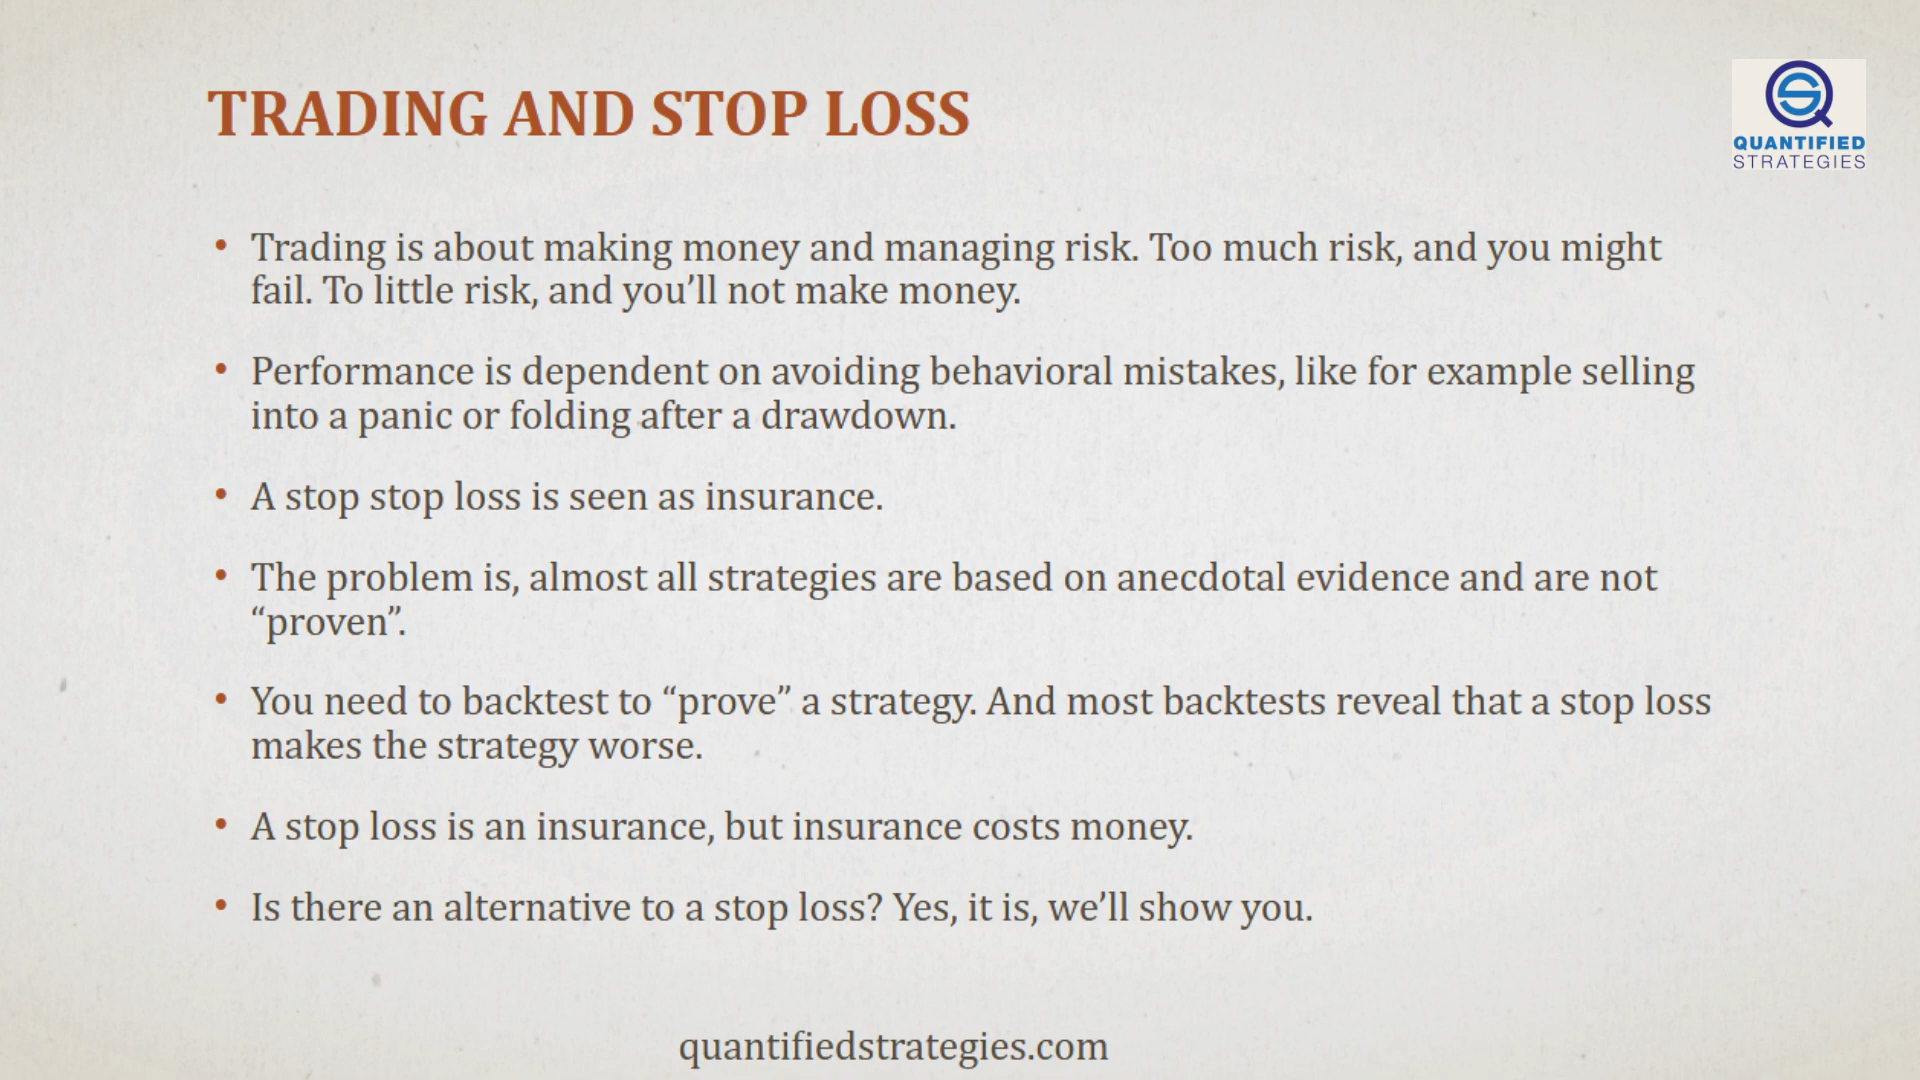 TRADING AND STOP LOSS
QUANTIFIED
STRATEGIES
• Trading is about making money and managing risk. Too much risk, and you might
fail. To little risk, and you’ll not make money.
• Performance is dependent on avoiding behavioral mistakes, like for example selling
into a panic or folding after a drawdown.
• A stop stop loss is seen as insurance.
• The problem is, almost all strategies are based on anecdotal evidence and are not
“proven”.
• You need to backtest to “prove” a strategy. And most backtests reveal that a stop loss
makes the strategy worse.
• A stop loss is an insurance, but insurance costs money.
• Is there an alternative to a stop loss? Yes, it is, we’ll show you.
quantifiedstrategies.com